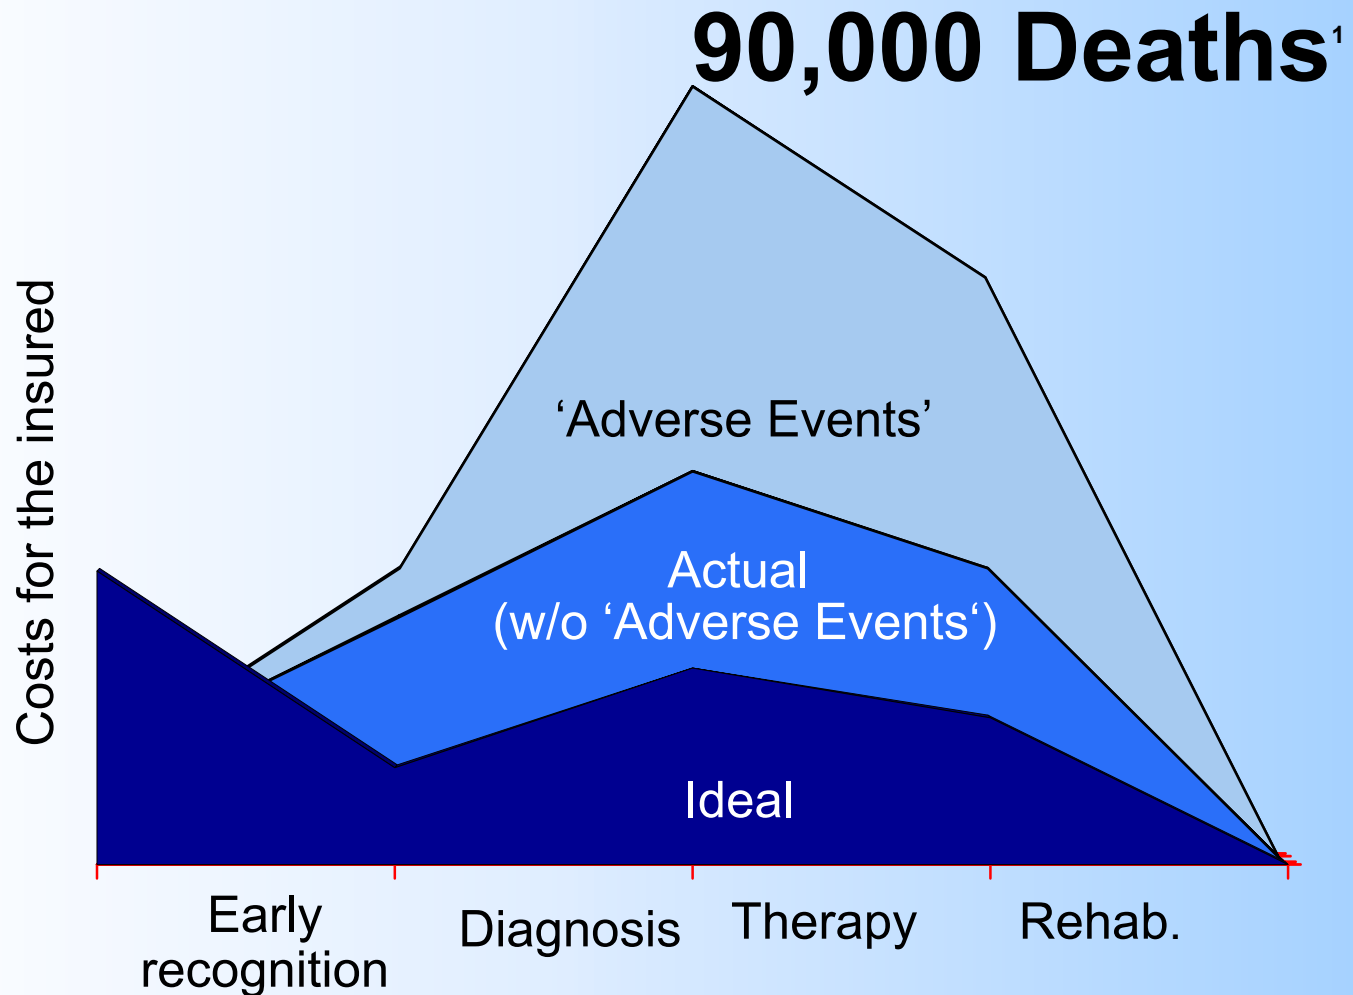 90,000 Deaths¹
Costs for the insured
‘Adverse Events’
Actual
(w/o ‘Adverse Events‘)
Ideal
Early
recognition
Diagnosis
Therapy
Rehab.